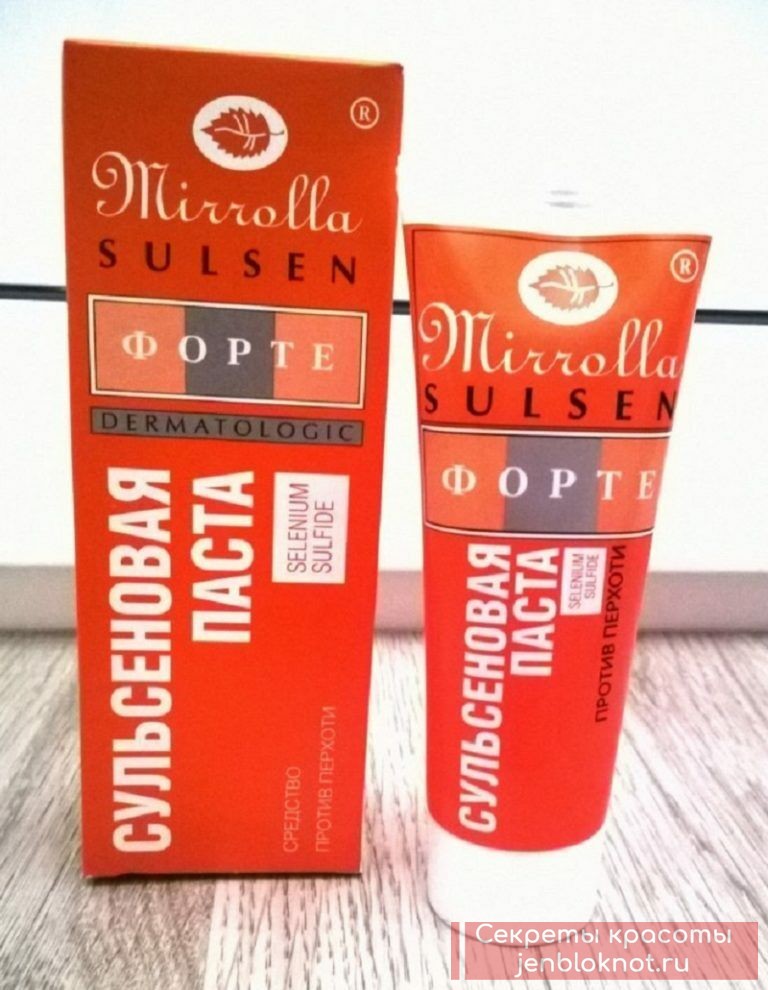 ®
Mirrolla
SULSEN
ФОРТЕ
DERMATOLOGIC
СУЛЬСЕНОВАЯ
ПАСТА
SELENIUM
SULFIDE
СРЕДСТВО
ПРОТИВ ПЕРХОТИ
®
Mirrolla
SULSEN
ФОРТЕ
СУЛЬСЕНОВАЯ
ПАСТА
SELENIUM
SULFIDE
ПРОТИВ ПЕРХОТИ
Секреты красоты
jenbloknot.ru